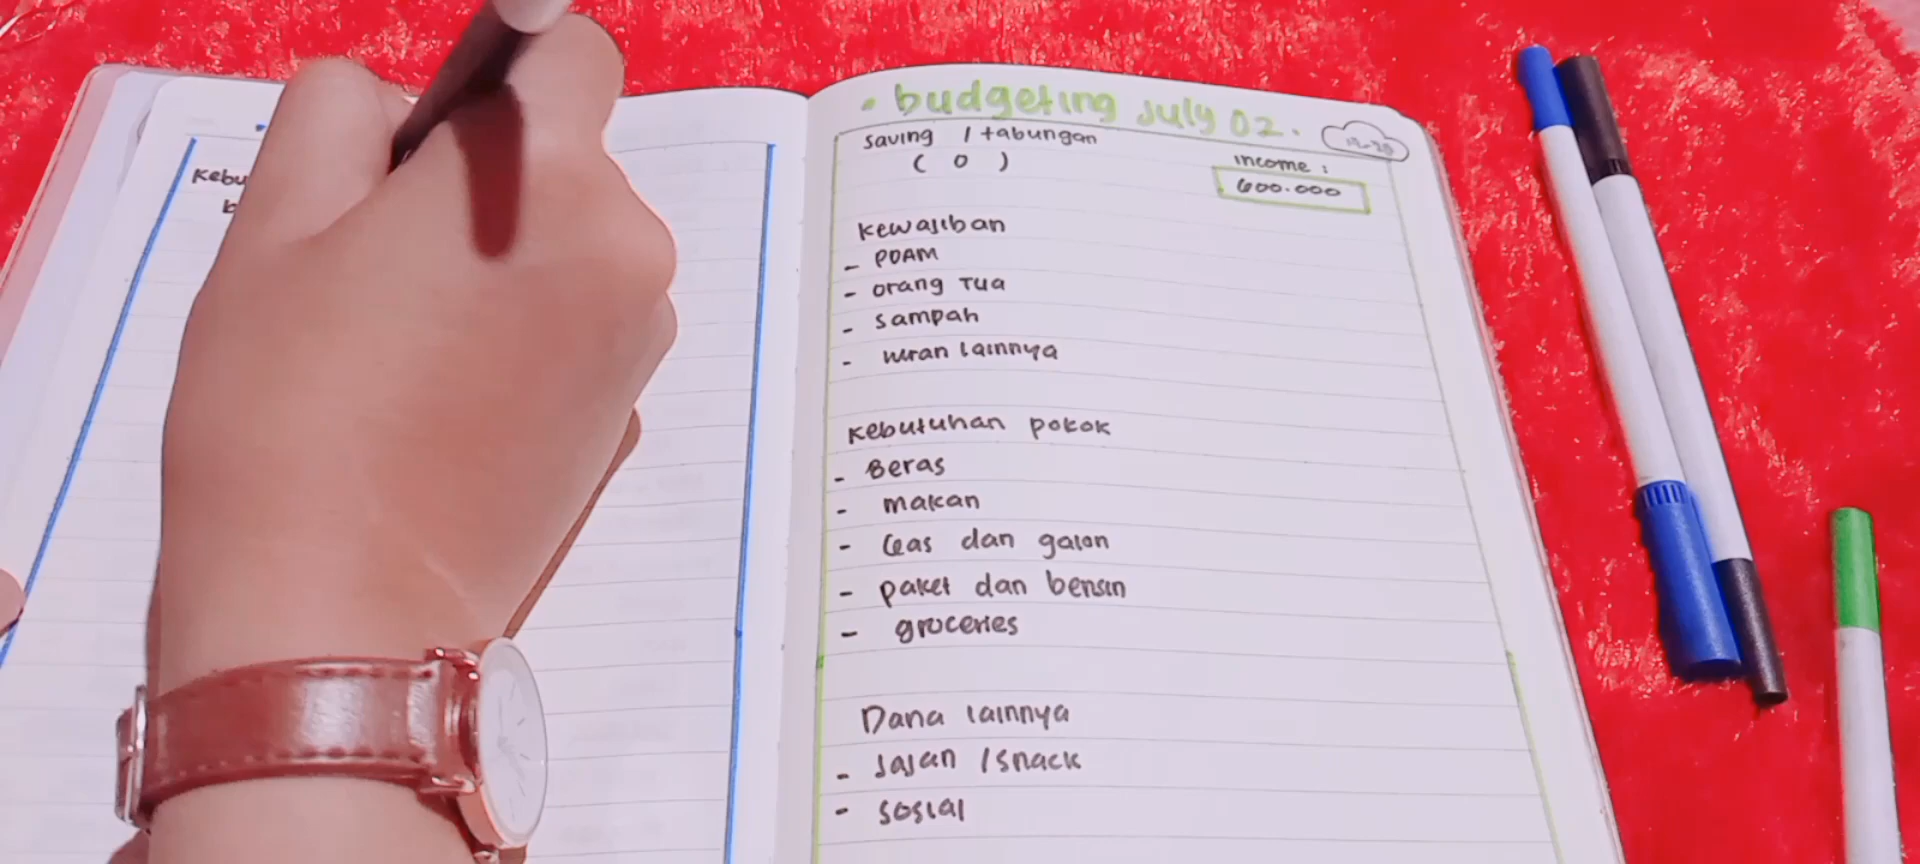 • budgeting July 02.
saving / tabungan
( 0 )
income :
600.000
kewajiban
- PDAM
- orang Tua
- sampah
- iuran lainnya
kebutuhan pokok
- Beras
- makan
- Gas dan galon
- paket dan bensin
- groceries
Dana lainnya
- Jajan /snack
- sosial